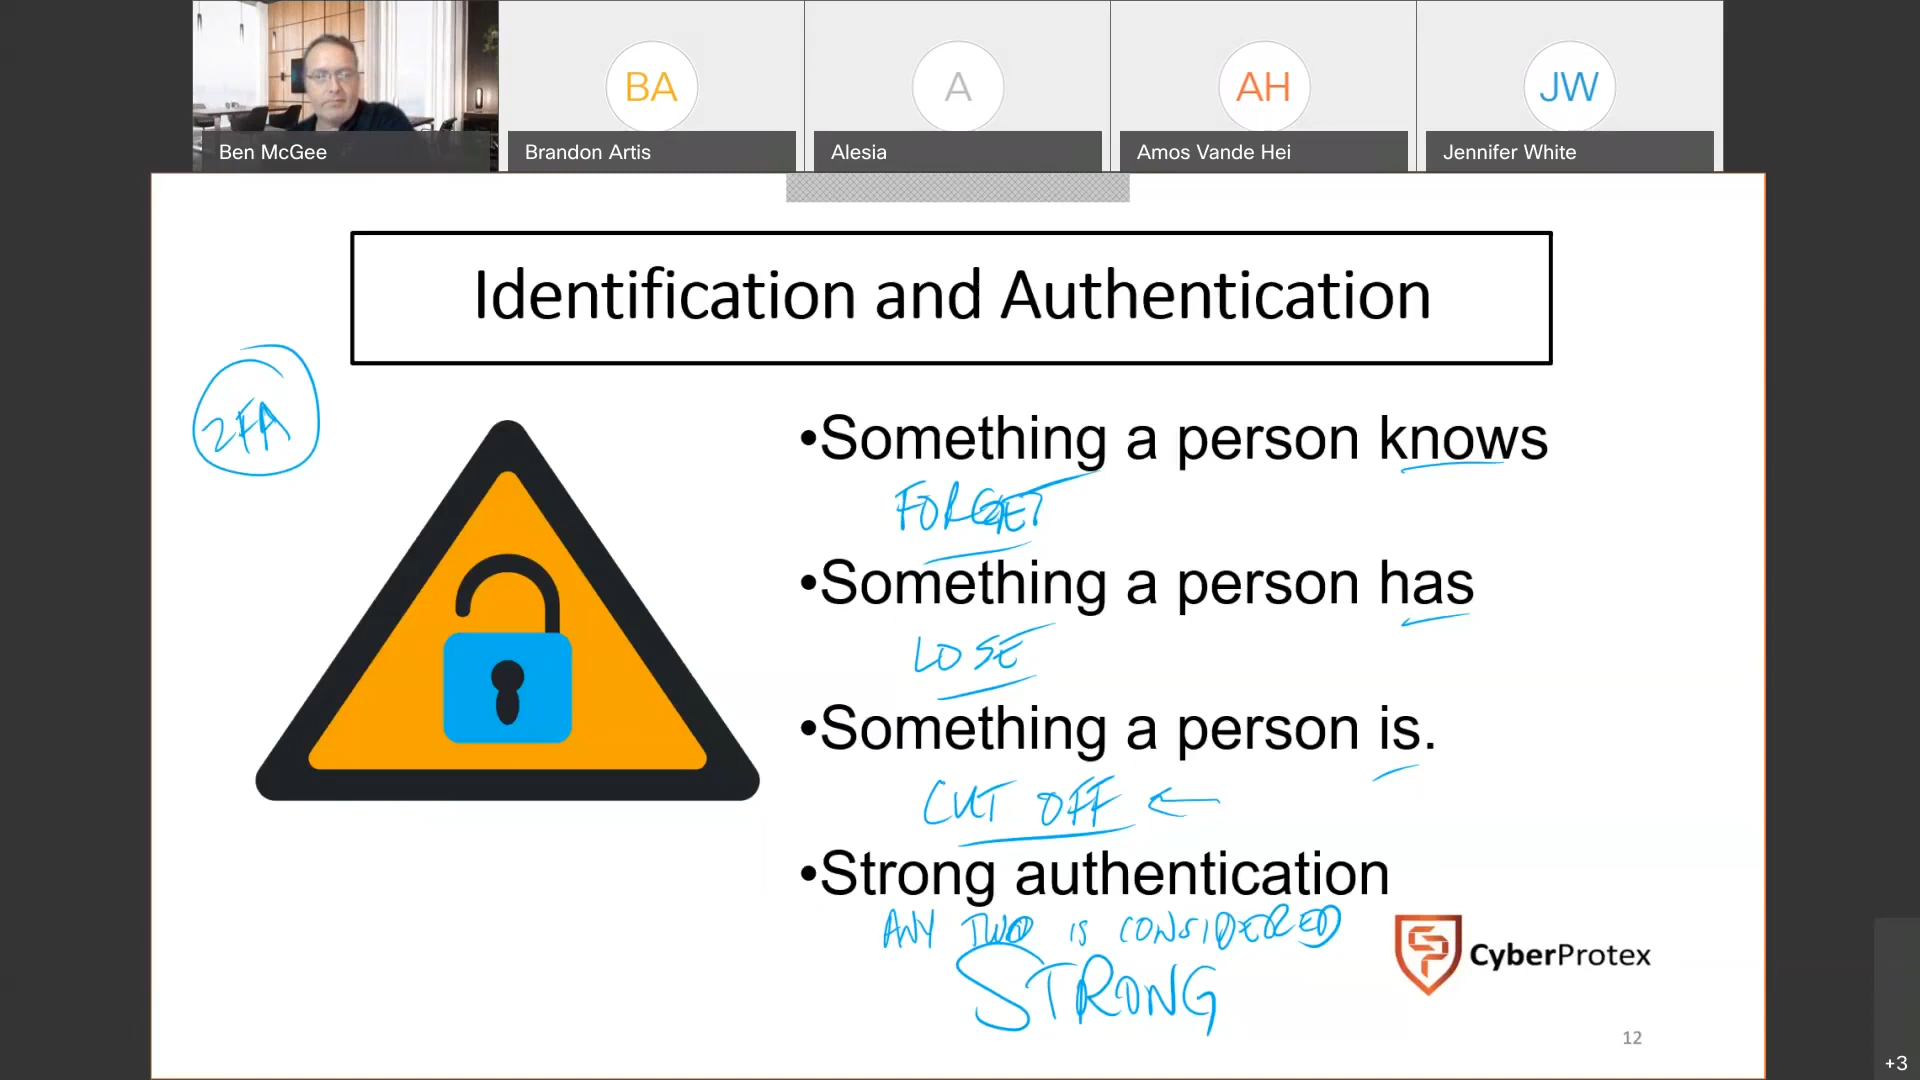 BA
A
AH
JW
Ben McGee
Brandon Artis
Alesia
Amos Vande Hei
Jennifer White
Identification and Authentication
2FA
•Something a person knows
FORGET
•Something a person has
LOSE
•Something a person is.
CUT OFF ←
•Strong authentication
ANY TWO IS CONSIDERED
STRONG
CyberProtex
12
+3